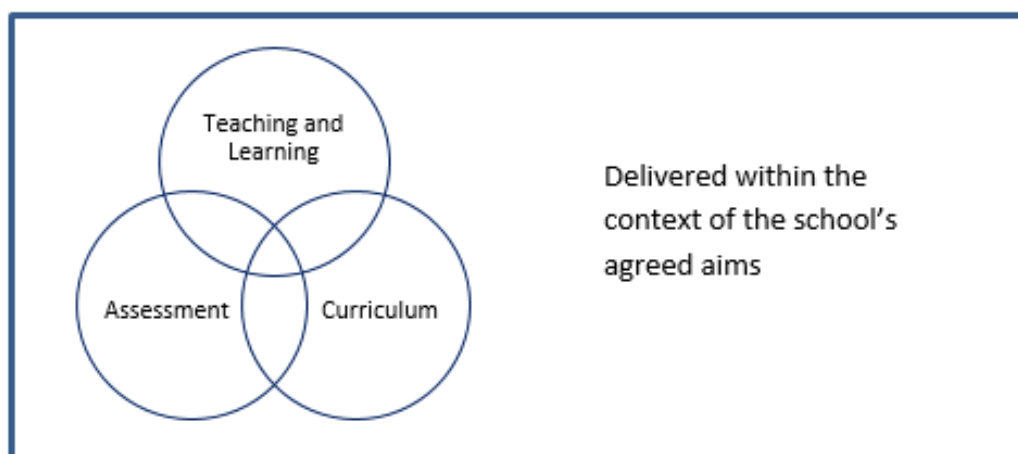 Teaching and
Learning
Assessment
Curriculum
Delivered within the
context of the school’s
agreed aims